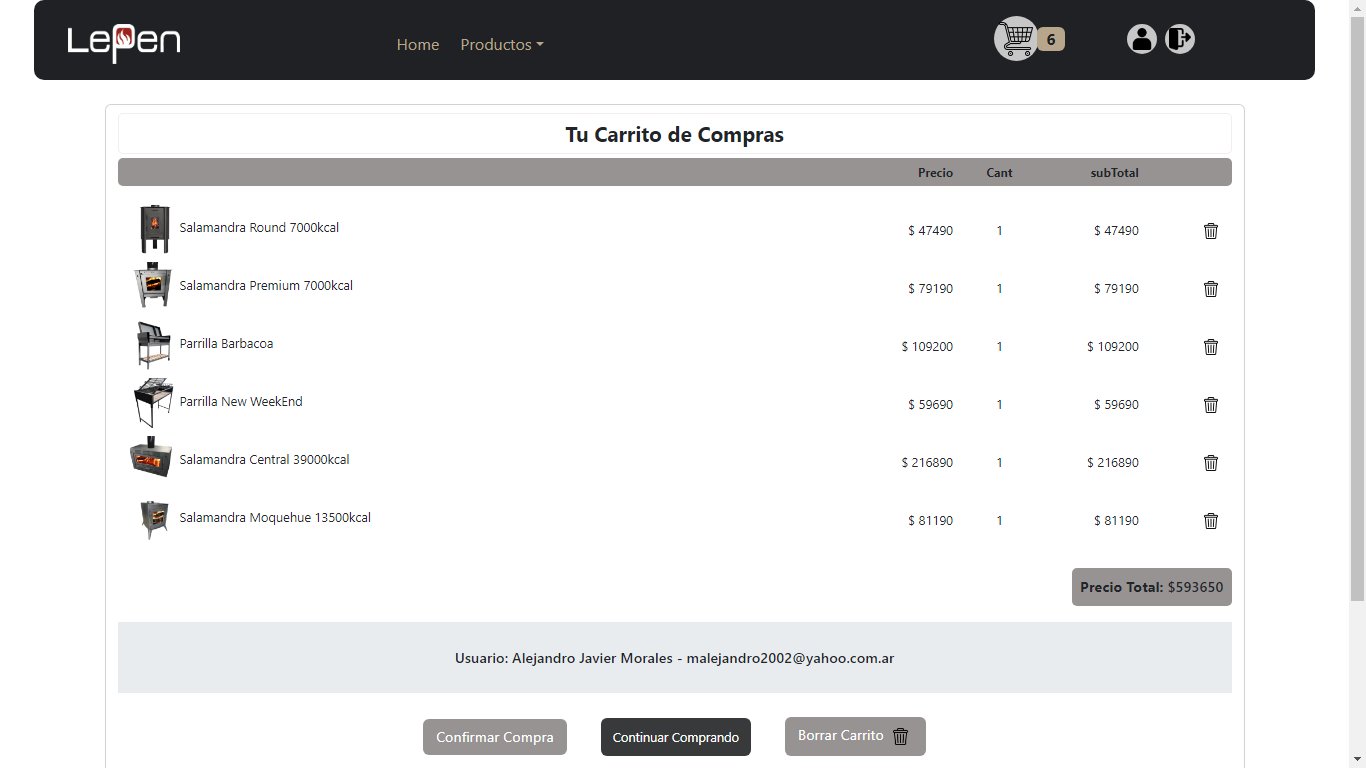 LePen
Home Productos 6
Tu Carrito de Compras
Precio Cant subTotal
Salamandra Round 7000kcal $ 47490 1 $ 47490
Salamandra Premium 7000kcal $ 79190 1 $ 79190
Parrilla Barbacoa $ 109200 1 $ 109200
Parrilla New WeekEnd $ 59690 1 $ 59690
Salamandra Central 39000kcal $ 216890 1 $ 216890
Salamandra Moquehue 13500kcal $ 81190 1 $ 81190
Precio Total: $593650
Usuario: Alejandro Javier Morales - malejandro2002@yahoo.com.ar
Confirmar Compra Continuar Comprando Borrar Carrito